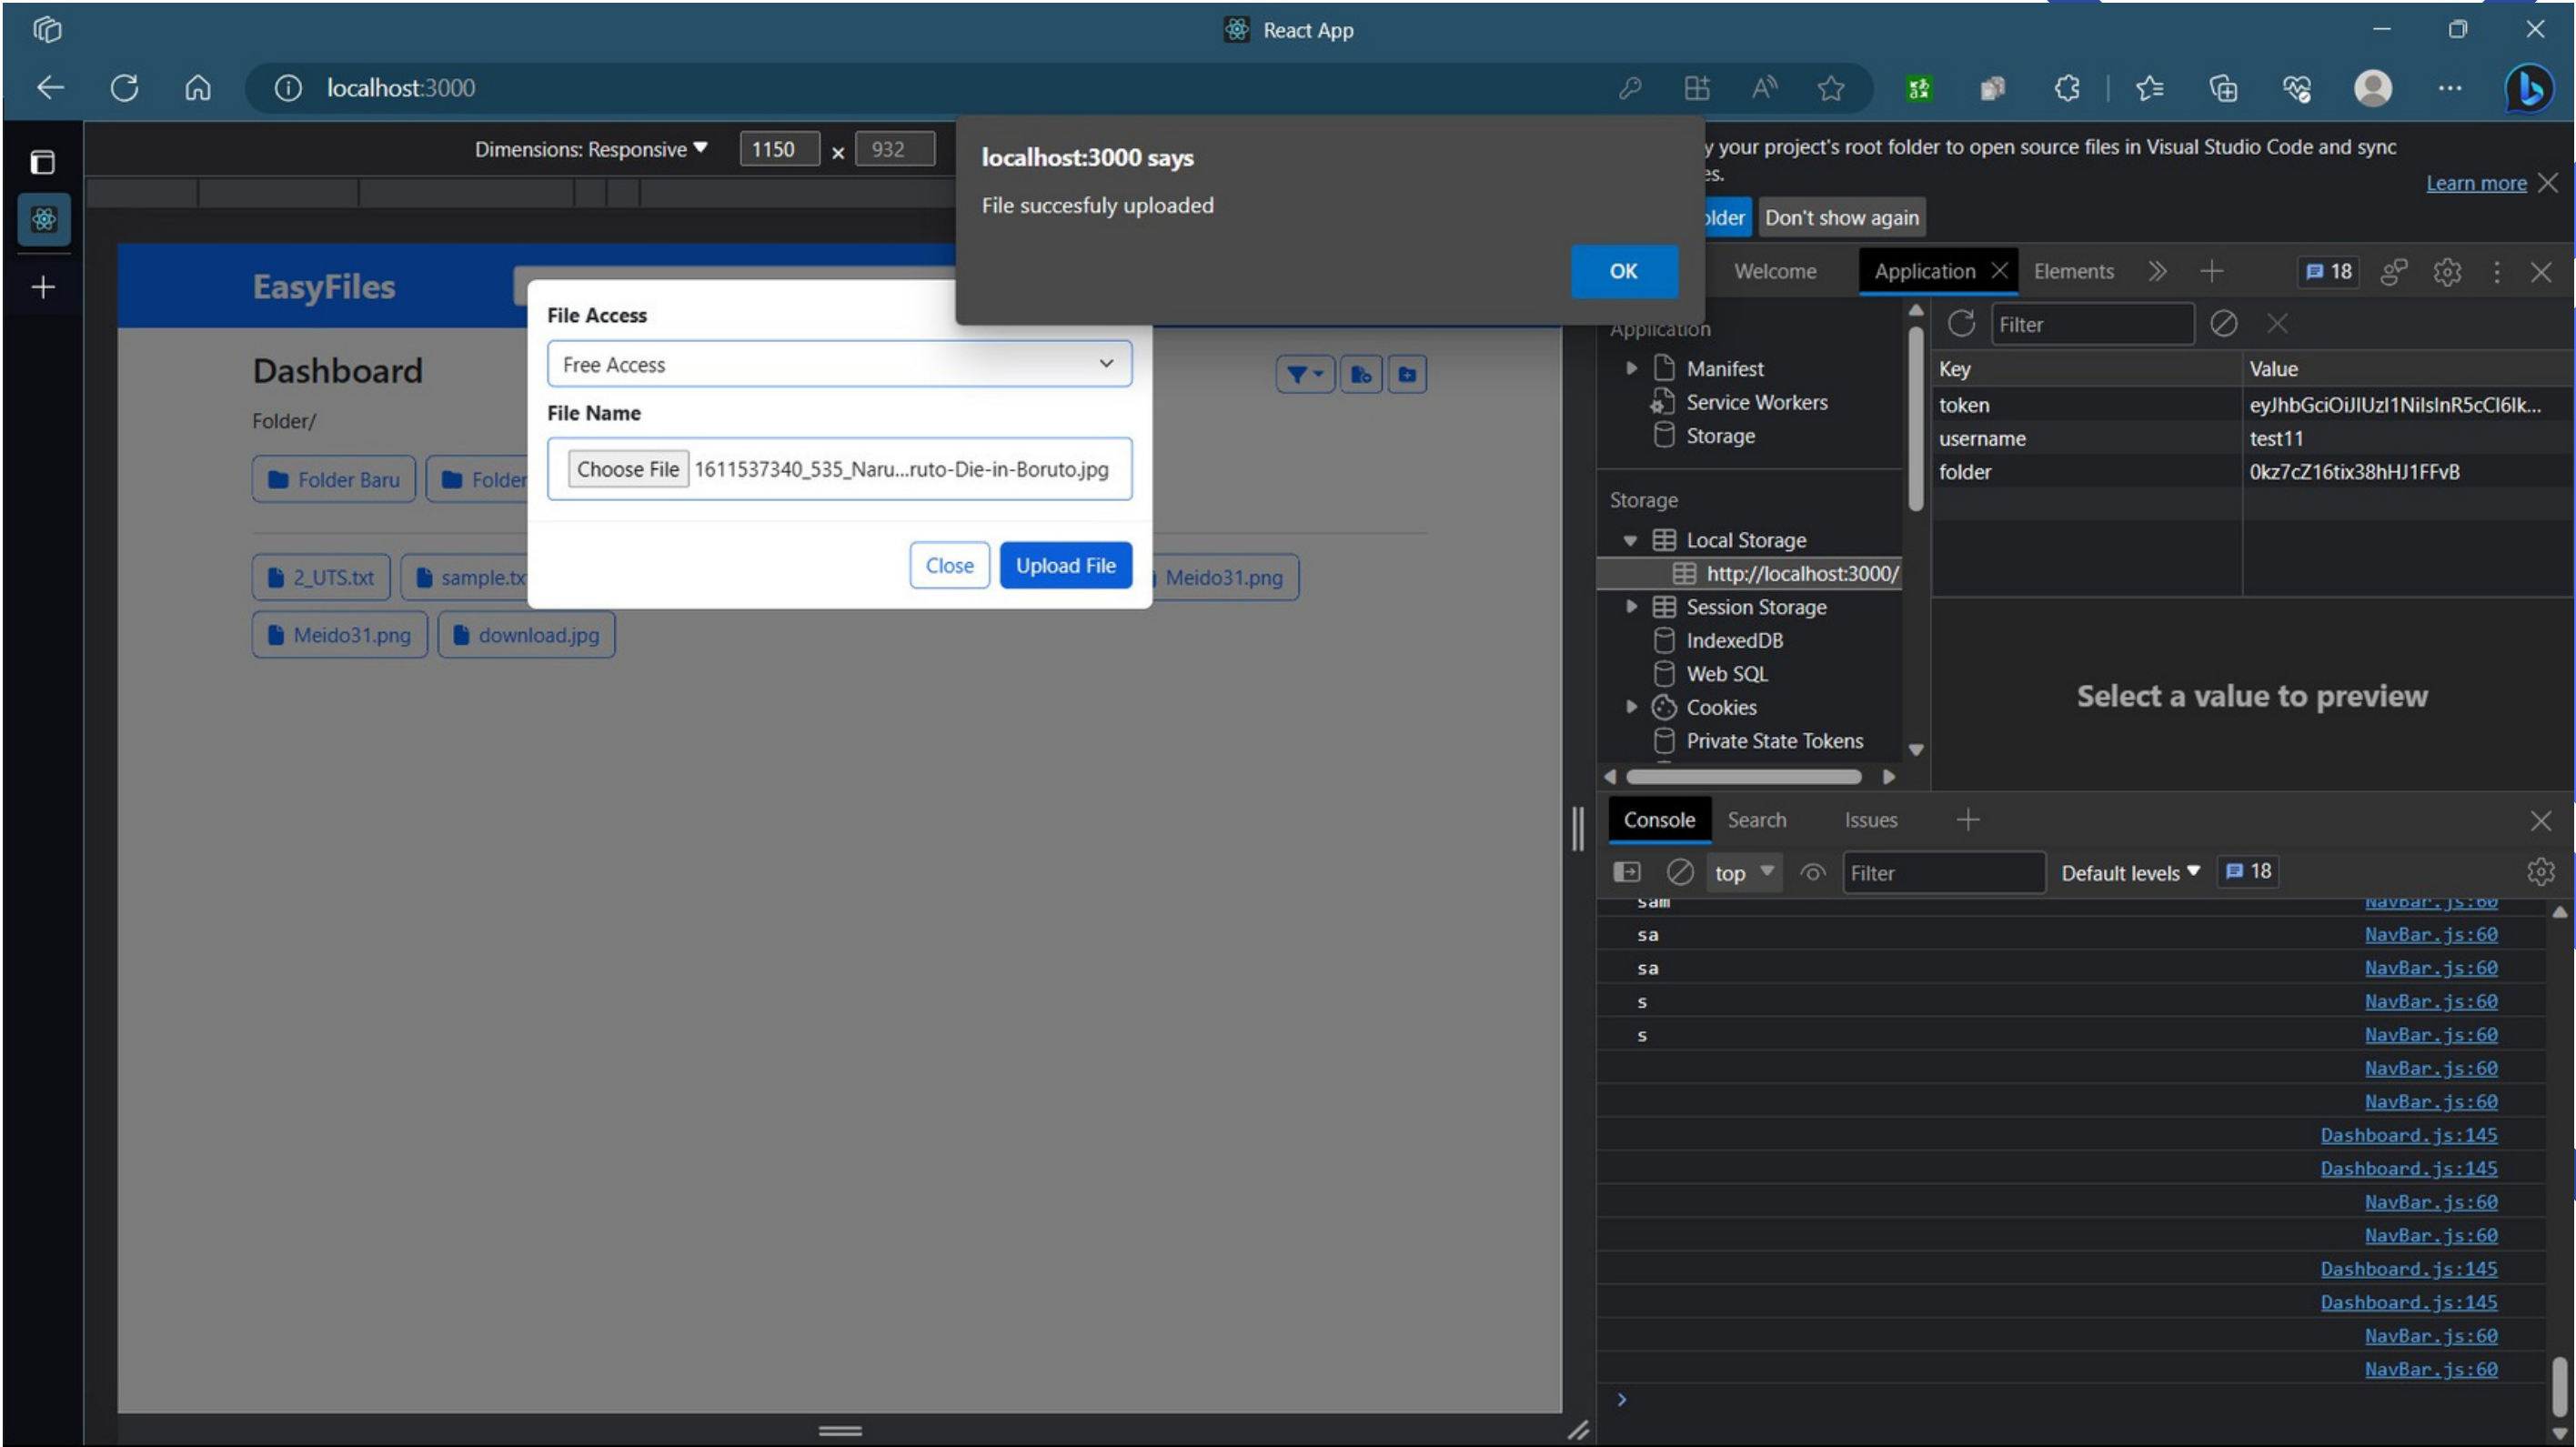 React App
localhost:3000
Dimensions: Responsive 1150 × 932
localhost:3000 says
File succesfuly uploaded
OK
y your project's root folder to open source files in Visual Studio Code and sync
es.
Learn more
Don't show again
EasyFiles
File Access
Free Access
File Name
Choose File 1611537340_535_Naru...ruto-Die-in-Boruto.jpg
Close Upload File
Dashboard
Folder/
Folder Baru Folder
2_UTS.txt sample.tx Meido31.png
Meido31.png download.jpg
Welcome Application Elements 18
Application
Manifest
Service Workers
Storage
Storage
Local Storage
http://localhost:3000/
Session Storage
IndexedDB
Web SQL
Cookies
Private State Tokens
Filter
Key Value
token eyJhbGciOiJIUzI1NiIsInR5cCI6Ik...
username test11
folder 0kz7cZ16tix38hHJ1FFvB
Select a value to preview
Console Search Issues
top Filter Default levels 18
sam NavBar.js:60
sa NavBar.js:60
sa NavBar.js:60
s NavBar.js:60
s NavBar.js:60
NavBar.js:60
NavBar.js:60
Dashboard.js:145
Dashboard.js:145
NavBar.js:60
NavBar.js:60
Dashboard.js:145
Dashboard.js:145
NavBar.js:60
NavBar.js:60